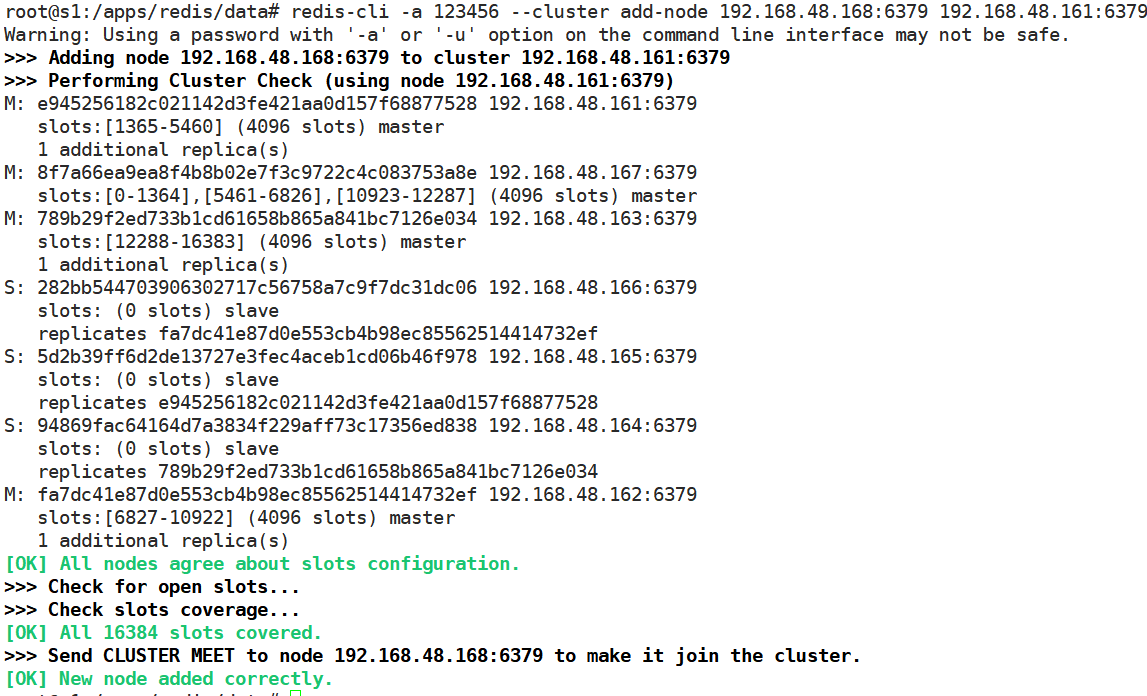 root@s1:/apps/redis/data# redis-cli -a 123456 --cluster add-node 192.168.48.168:6379 192.168.48.161:6379
Warning: Using a password with '-a' or '-u' option on the command line interface may not be safe.
>>> Adding node 192.168.48.168:6379 to cluster 192.168.48.161:6379
>>> Performing Cluster Check (using node 192.168.48.161:6379)
M: e945256182c021142d3fe421aa0d157f68877528 192.168.48.161:6379
   slots:[1365-5460] (4096 slots) master
   1 additional replica(s)
M: 8f7a66ea9ea8f4b8b02e7f3c9722c4c083753a8e 192.168.48.167:6379
   slots:[0-1364],[5461-6826],[10923-12287] (4096 slots) master
M: 789b29f2ed733b1cd61658b865a841bc7126e034 192.168.48.163:6379
   slots:[12288-16383] (4096 slots) master
   1 additional replica(s)
S: 282bb544703906302717c56758a7c9f7dc31dc06 192.168.48.166:6379
   slots: (0 slots) slave
   replicates fa7dc41e87d0e553cb4b98ec85562514414732ef
S: 5d2b39ff6d2de13727e3fec4aceb1cd06b46f978 192.168.48.165:6379
   slots: (0 slots) slave
   replicates e945256182c021142d3fe421aa0d157f68877528
S: 94869fac64164d7a3834f229aff73c17356ed838 192.168.48.164:6379
   slots: (0 slots) slave
   replicates 789b29f2ed733b1cd61658b865a841bc7126e034
M: fa7dc41e87d0e553cb4b98ec85562514414732ef 192.168.48.162:6379
   slots:[6827-10922] (4096 slots) master
   1 additional replica(s)
[OK] All nodes agree about slots configuration.
>>> Check for open slots...
>>> Check slots coverage...
[OK] All 16384 slots covered.
>>> Send CLUSTER MEET to node 192.168.48.168:6379 to make it join the cluster.
[OK] New node added correctly.